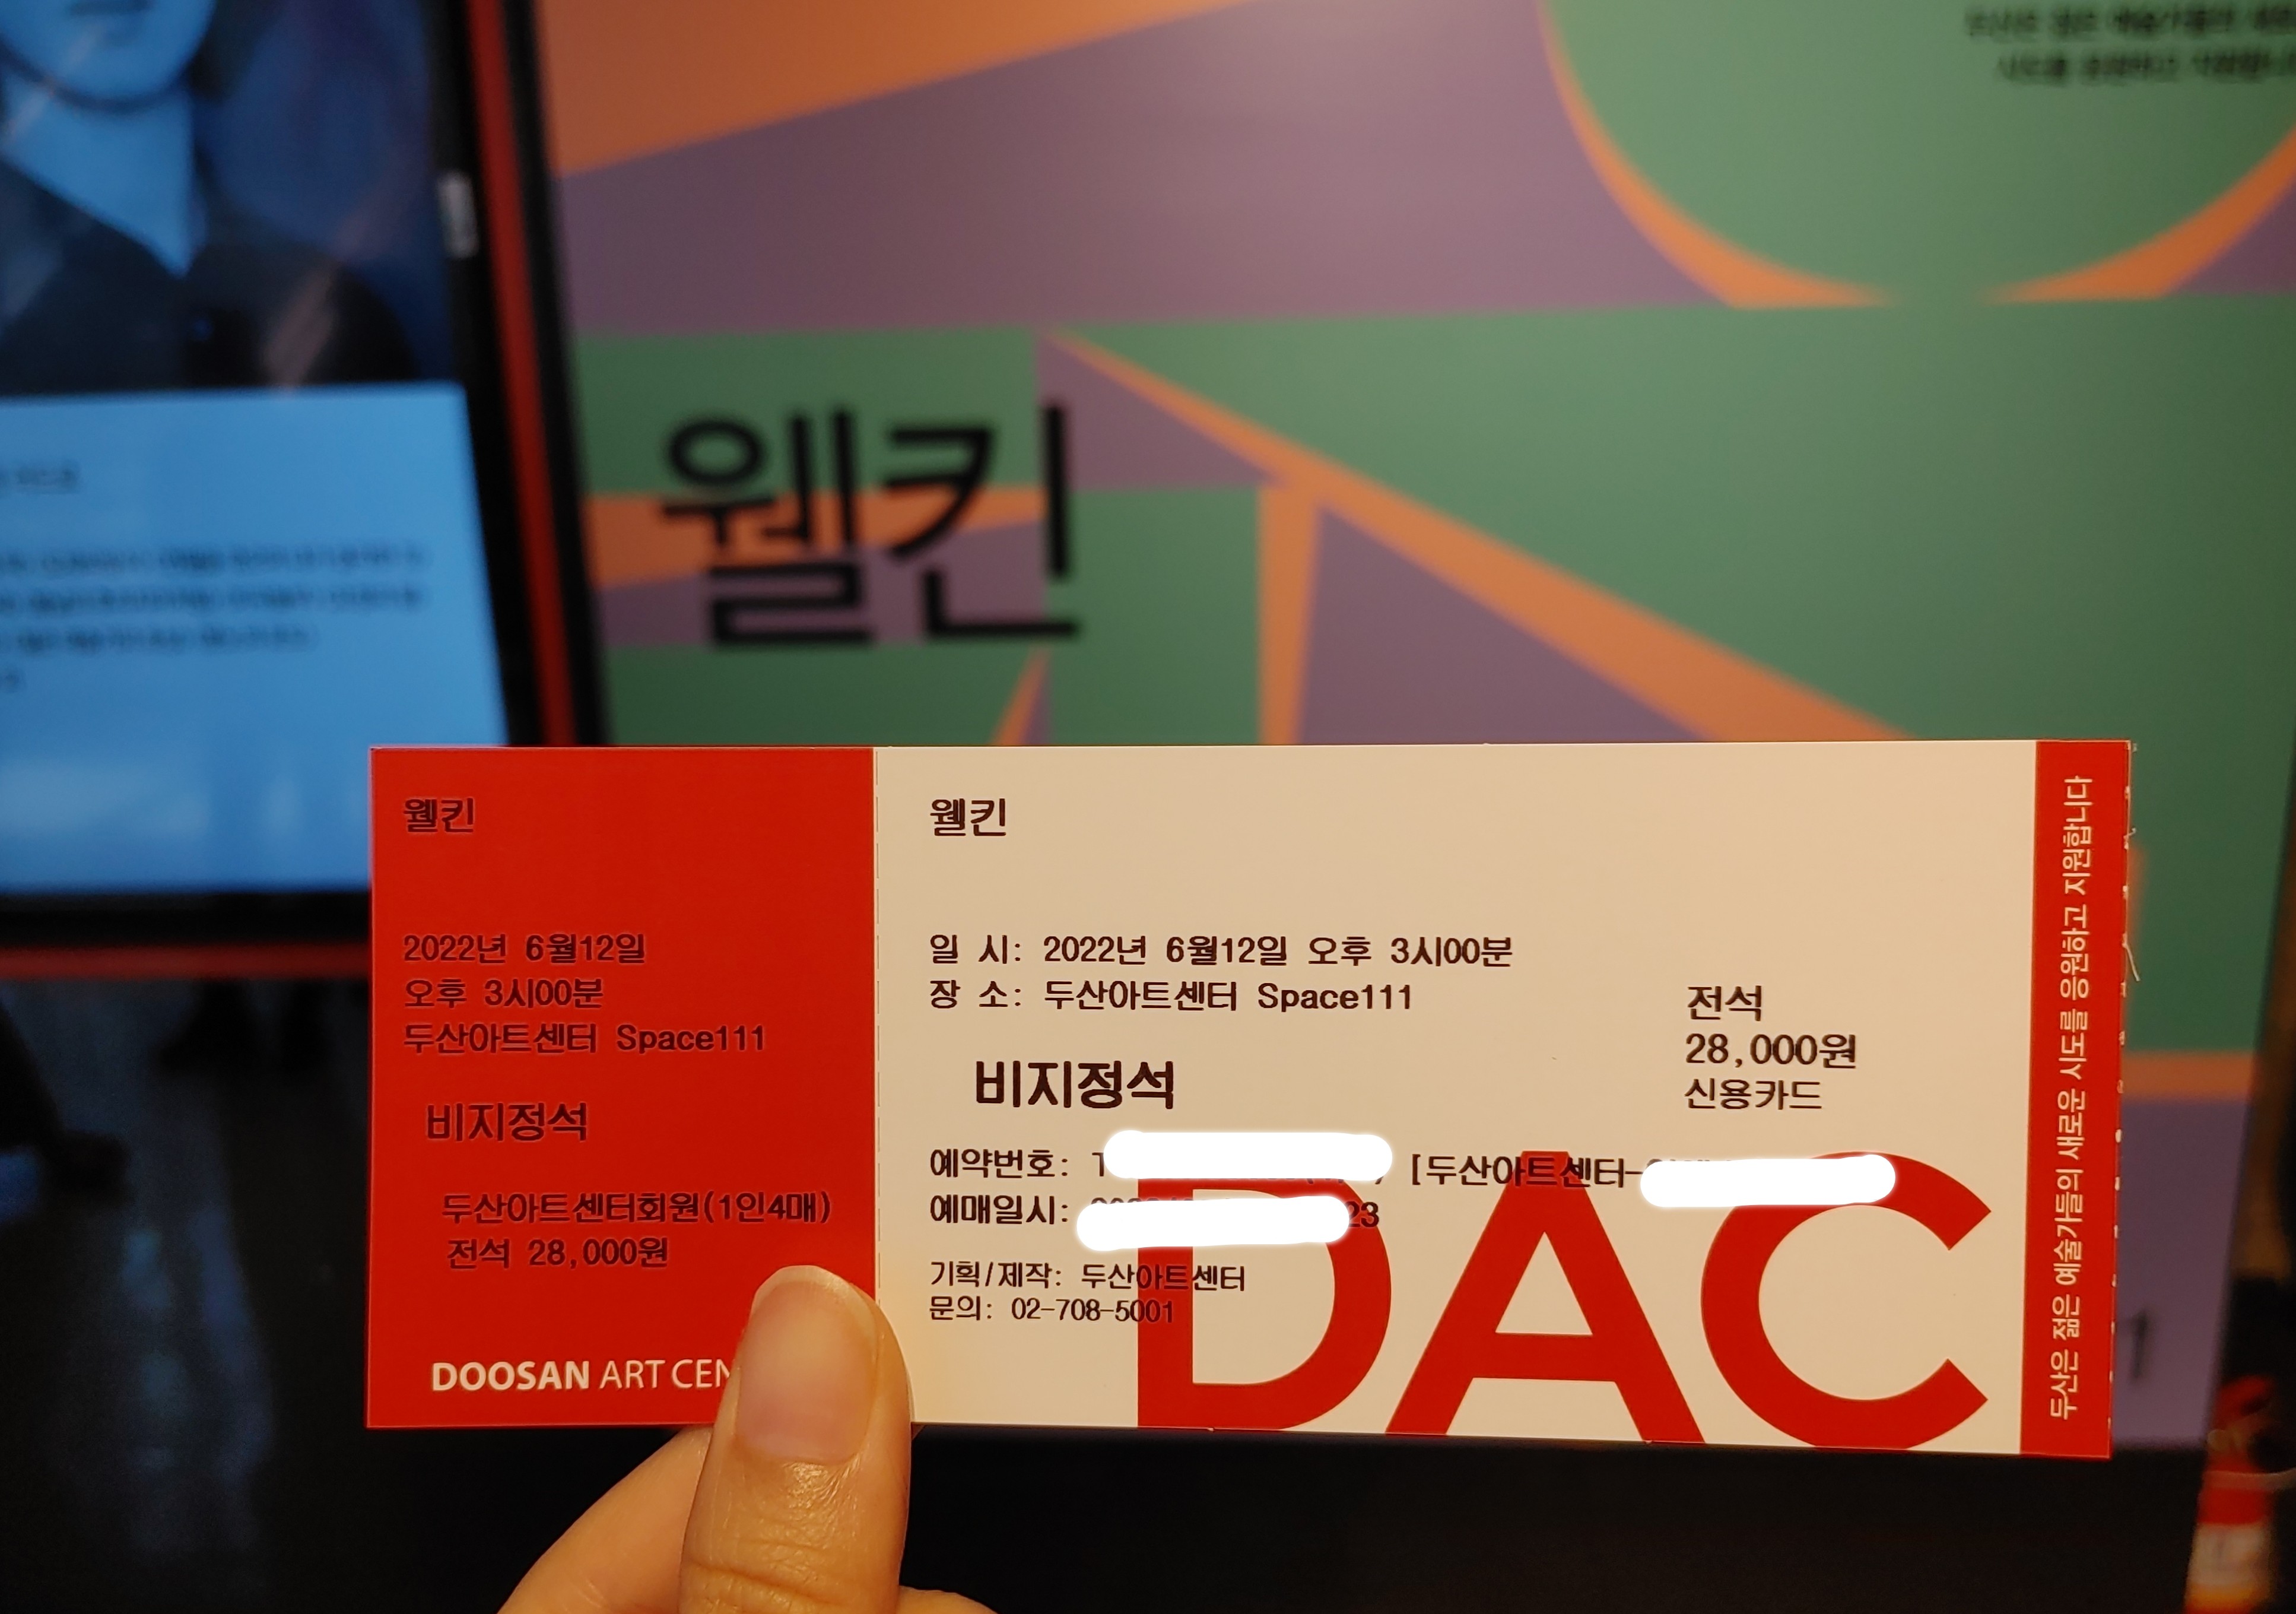 웰킨
웰킨
2022년 6월12일
오후 3시00분
두산아트센터 Space111
비지정석
두산아트센터회원(1인4매)
전석 28,000원
DOOSAN ART
웰킨
일 시: 2022년 6월12일 오후 3시00분
장 소: 두산아트센터 Space111
비지정석
전석
28,000원
신용카드
예약번호: [두산아트센터-
예매일시:
기획/제작: 두산아트센터
문의: 02-708-5001
DAC
두산은 젊은 예술가들의 새로운 시도를 응원하고 지원합니다